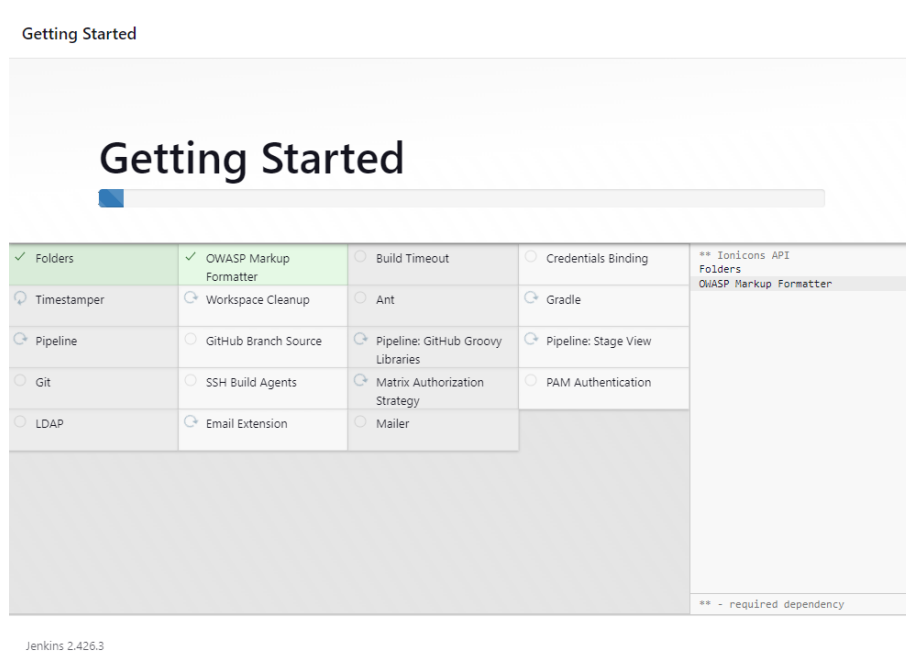 Getting Started
Getting Started
Folders
OWASP Markup
Formatter
Build Timeout
Credentials Binding
Timestamper
Workspace Cleanup
Ant
Gradle
Pipeline
GitHub Branch Source
Pipeline: GitHub Groovy
Libraries
Pipeline: Stage View
Git
SSH Build Agents
Matrix Authorization
Strategy
PAM Authentication
LDAP
Email Extension
Mailer
** Ionicons API
Folders
OWASP Markup Formatter
** - required dependency
Jenkins 2.426.3